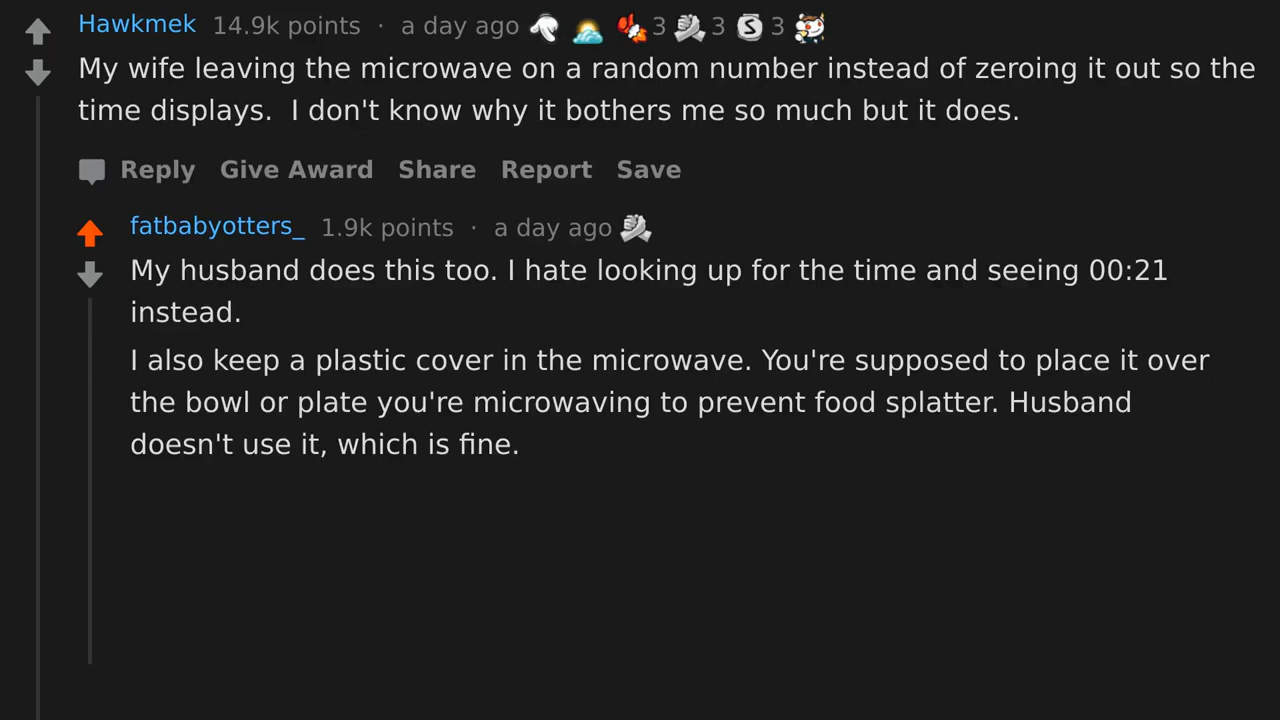 Hawkmek 14.9k points · a day ago 3 3 S 3
My wife leaving the microwave on a random number instead of zeroing it out so the
time displays.  I don't know why it bothers me so much but it does.
Reply Give Award Share Report Save
fatbabyotters_ 1.9k points · a day ago
My husband does this too. I hate looking up for the time and seeing 00:21
instead.
I also keep a plastic cover in the microwave. You're supposed to place it over
the bowl or plate you're microwaving to prevent food splatter. Husband
doesn't use it, which is fine.